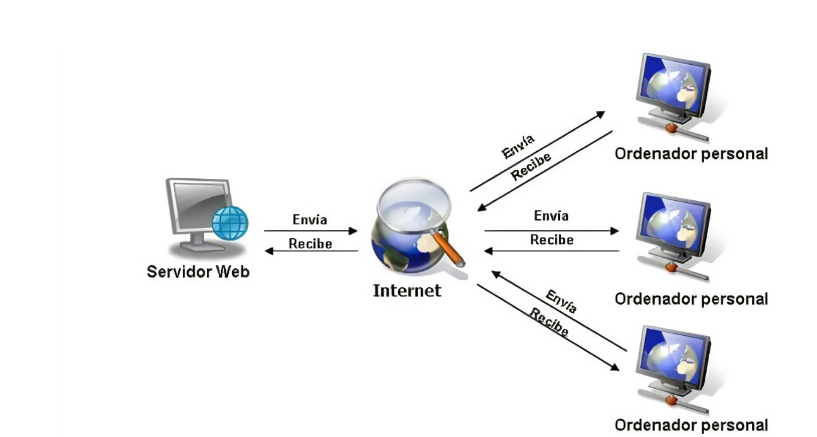 Envía
Recibe
Ordenador personal
Envía
Recibe
Servidor Web
Internet
Envía
Recibe
Ordenador personal
Envía
Recibe
Ordenador personal